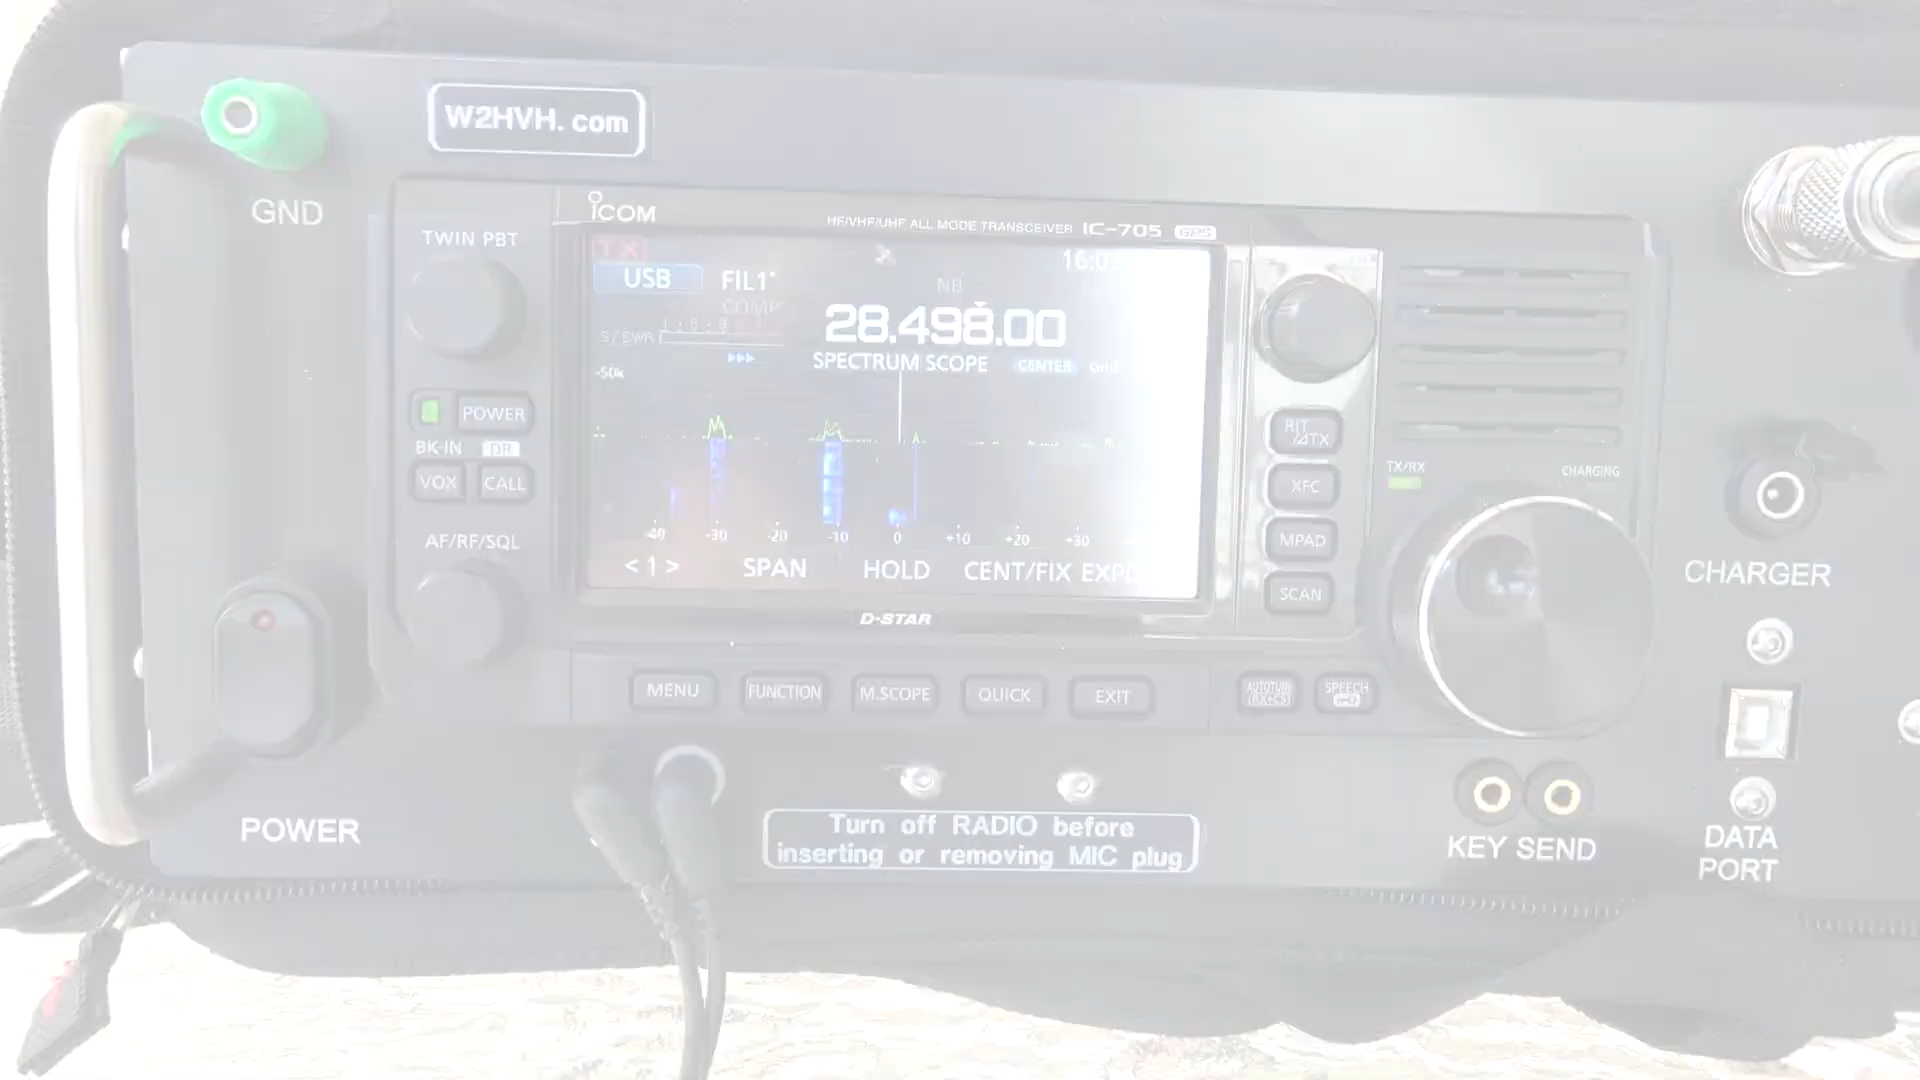 W2HVH. com
GND
ICOM
HF/VHF/UHF ALL MODE TRANSCEIVER IC-705 GPS
TWIN PBT
TX
USB FIL1
COMP
NB
28.498.00
S/SWR
SPECTRUM SCOPE CENTER
-50k
-40 -30 -20 -10 0 +10 +20 +30
< 1 > SPAN HOLD CENT/FIX
D-STAR
POWER
BK-IN DR
VOX CALL
AF/RF/SQL
RIT
⊿TX
XFC
MPAD
SCAN
TX/RX
CHARGING
CHARGER
MENU FUNCTION M.SCOPE QUICK EXIT
SPEECH
POWER
Turn off RADIO before
inserting or removing MIC plug
KEY SEND
DATA
PORT